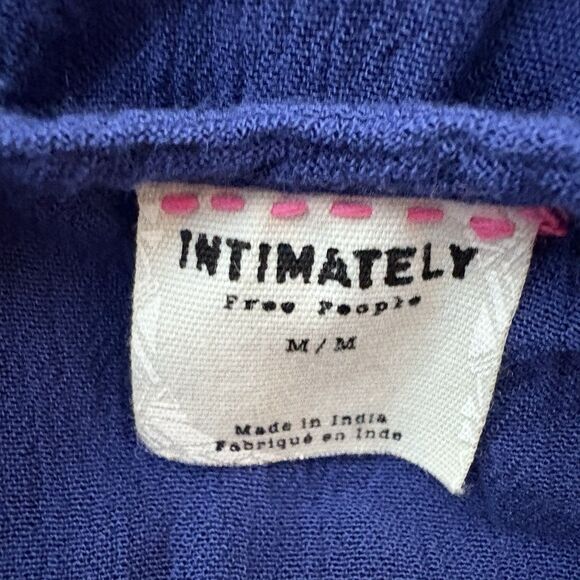 INTIMATELY
Free People
M/M
Made in India
Fabriqué en Inde